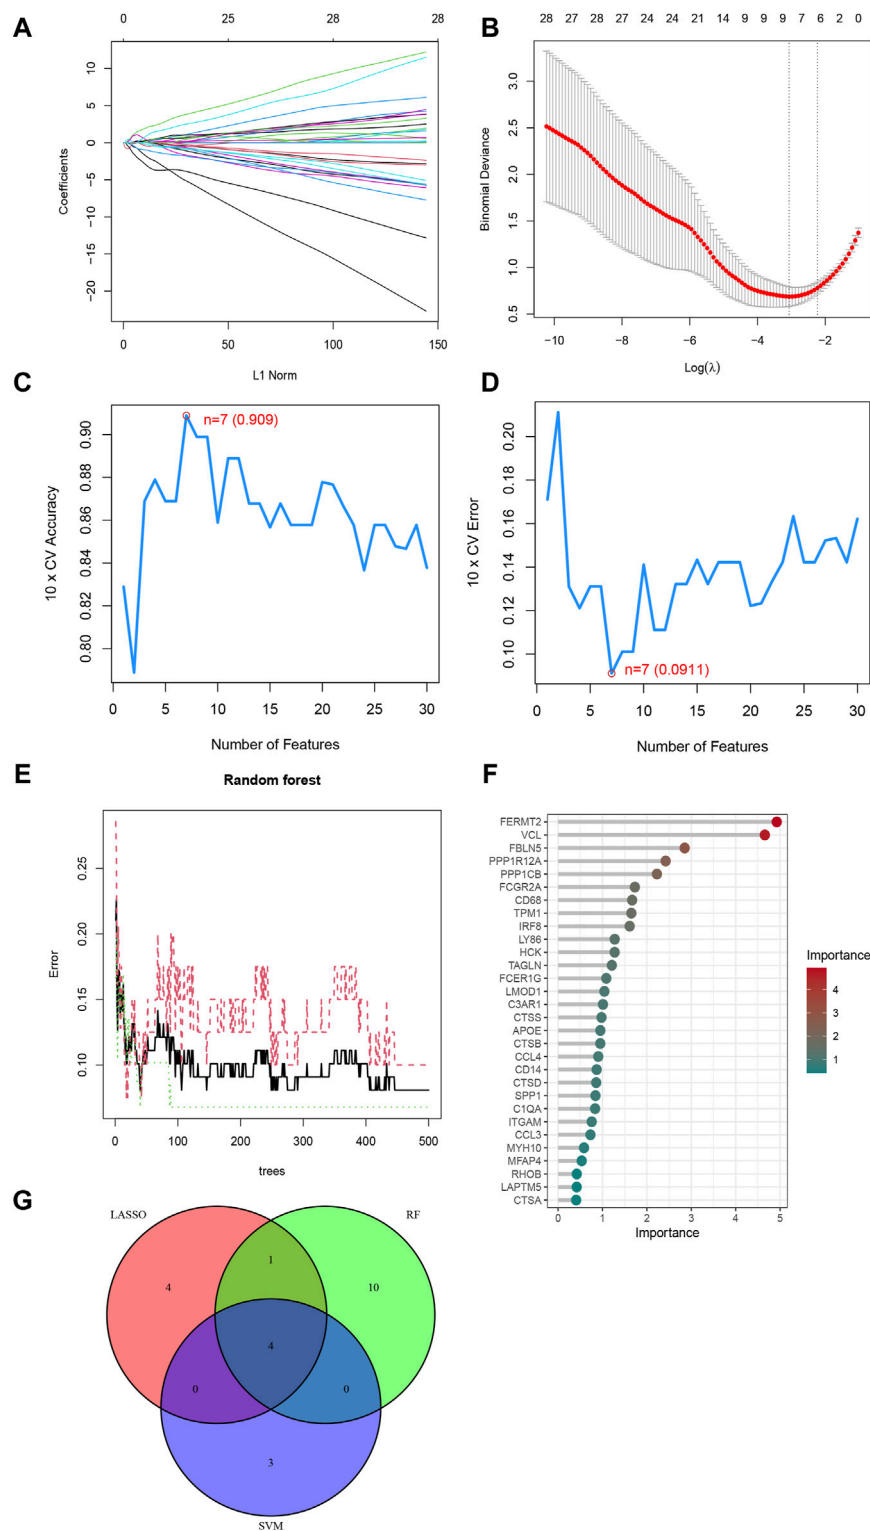 A
0 25 28 28
10
5
0
−5
−10
−15
−20
Coefficients
0 50 100 150
L1 Norm
B
28 27 28 27 24 24 21 14 9 9 9 7 6 0
3.0
2.5
2.0
1.5
1.0
0.5
Binomial Deviance
−10 −8 −6 −4 −2
Log(λ)
C
n=7 (0.909)
0.90
0.88
0.86
0.84
0.82
0.80
10 x CV Accuracy
0 5 10 15 20 25 30
Number of Features
D
0.20
0.16
0.14
0.12
0.10
10 x CV Error
n=7 (0.0911)
0 5 10 15 20 25 30
Number of Features
E
Random forest
0.25
0.20
0.15
0.10
Error
0 100 200 300 400 500
trees
F
FERMT2
VCL
FBLN5
PPP1R12A
PPP1CB
FCGR2A
CD68
TPM1
IRF8
LY86
HCK
TAGLN
FCER1G
LMOD1
C3AR1
CTSS
APOE
CTSB
CCL4
CD14
CTSD
SPP1
C1QA
ITGAM
CCL3
MYH10
MFAP4
RHOB
LAPTM5
CTSA
0 1 2 3 4 5
Importance
Importance
4
3
2
1
G
LASSO
RF
1
4
10
4
0
0
3
SVM